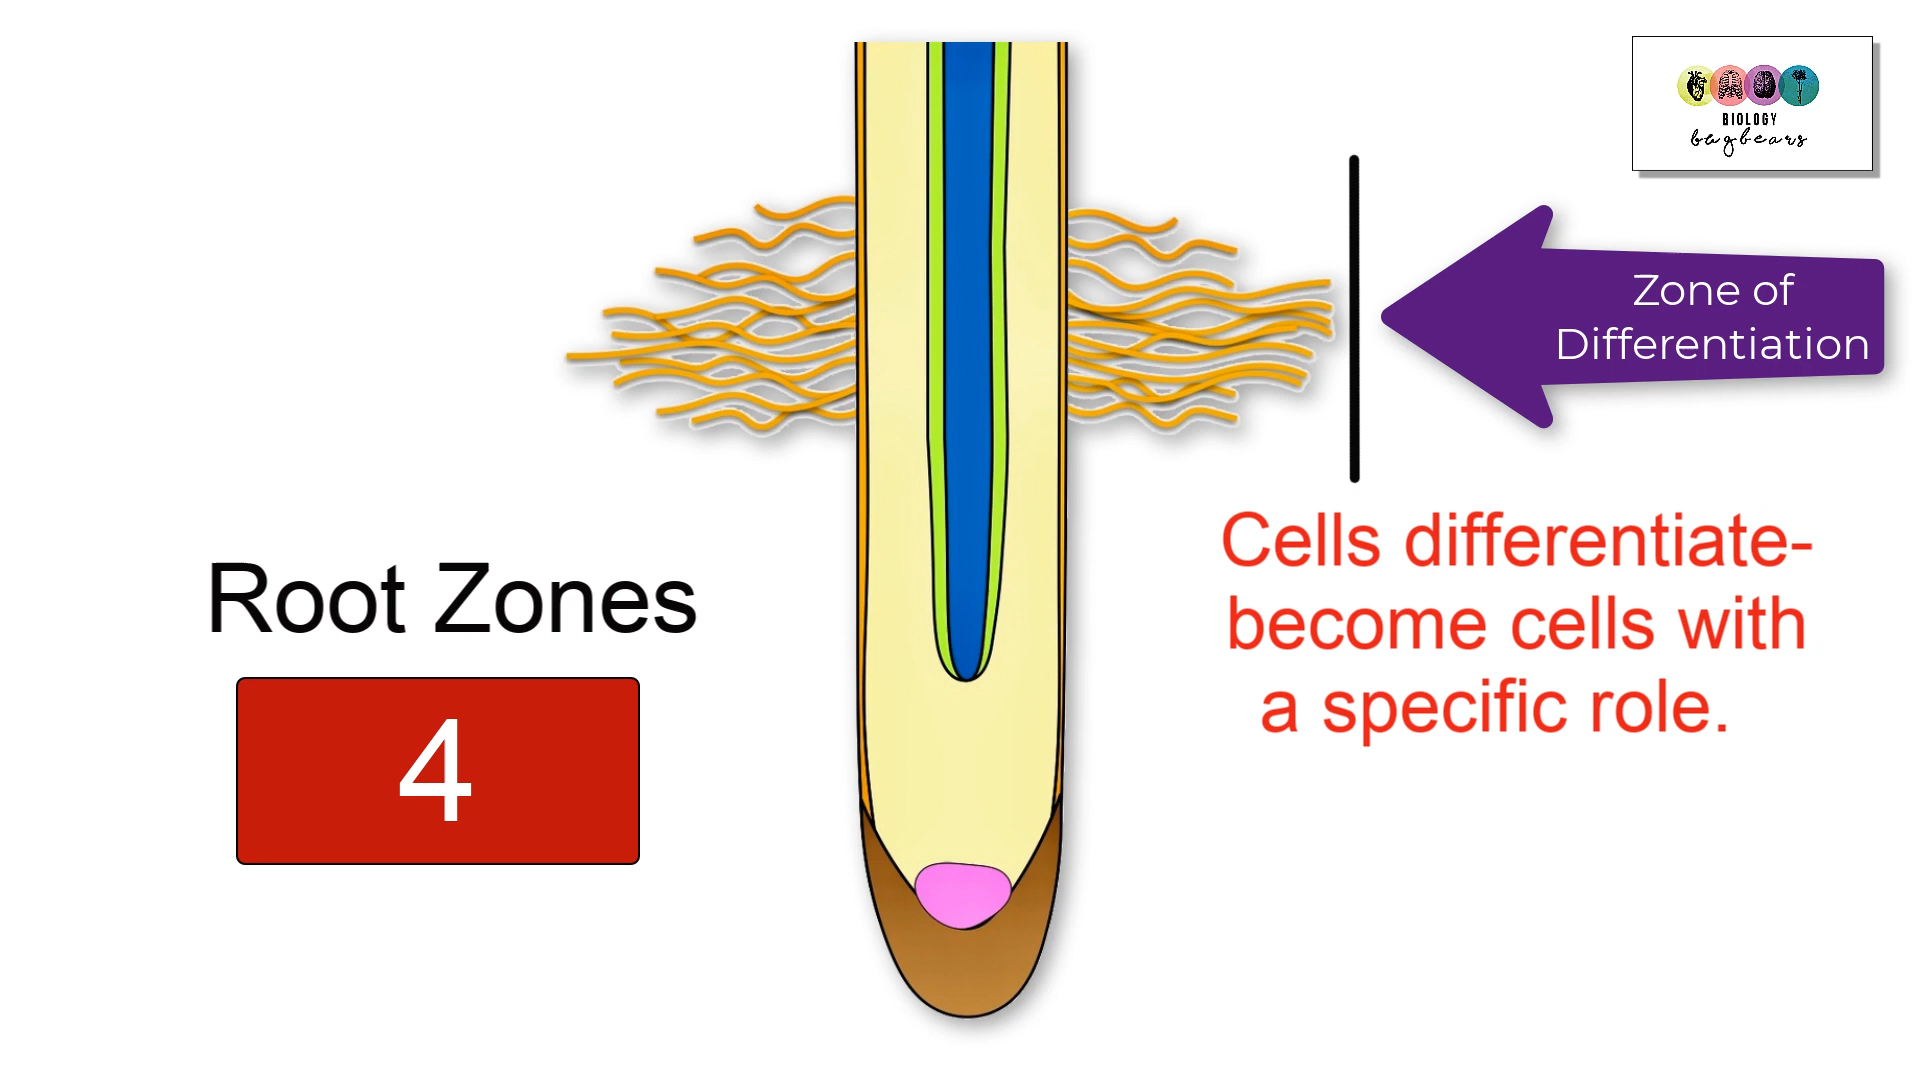 BIOLOGY
bugbears
Zone of
Differentiation
Cells differentiate-
become cells with
a specific role.
Root Zones
4